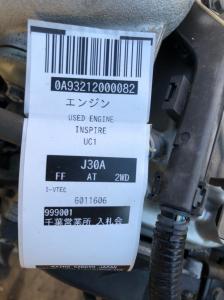 0A93212000082
エンジン
USED ENGINE
INSPIRE
UC1
J30A
FF AT 2WD
I-VTEC
6011606
999001
千葉営業所 入札会